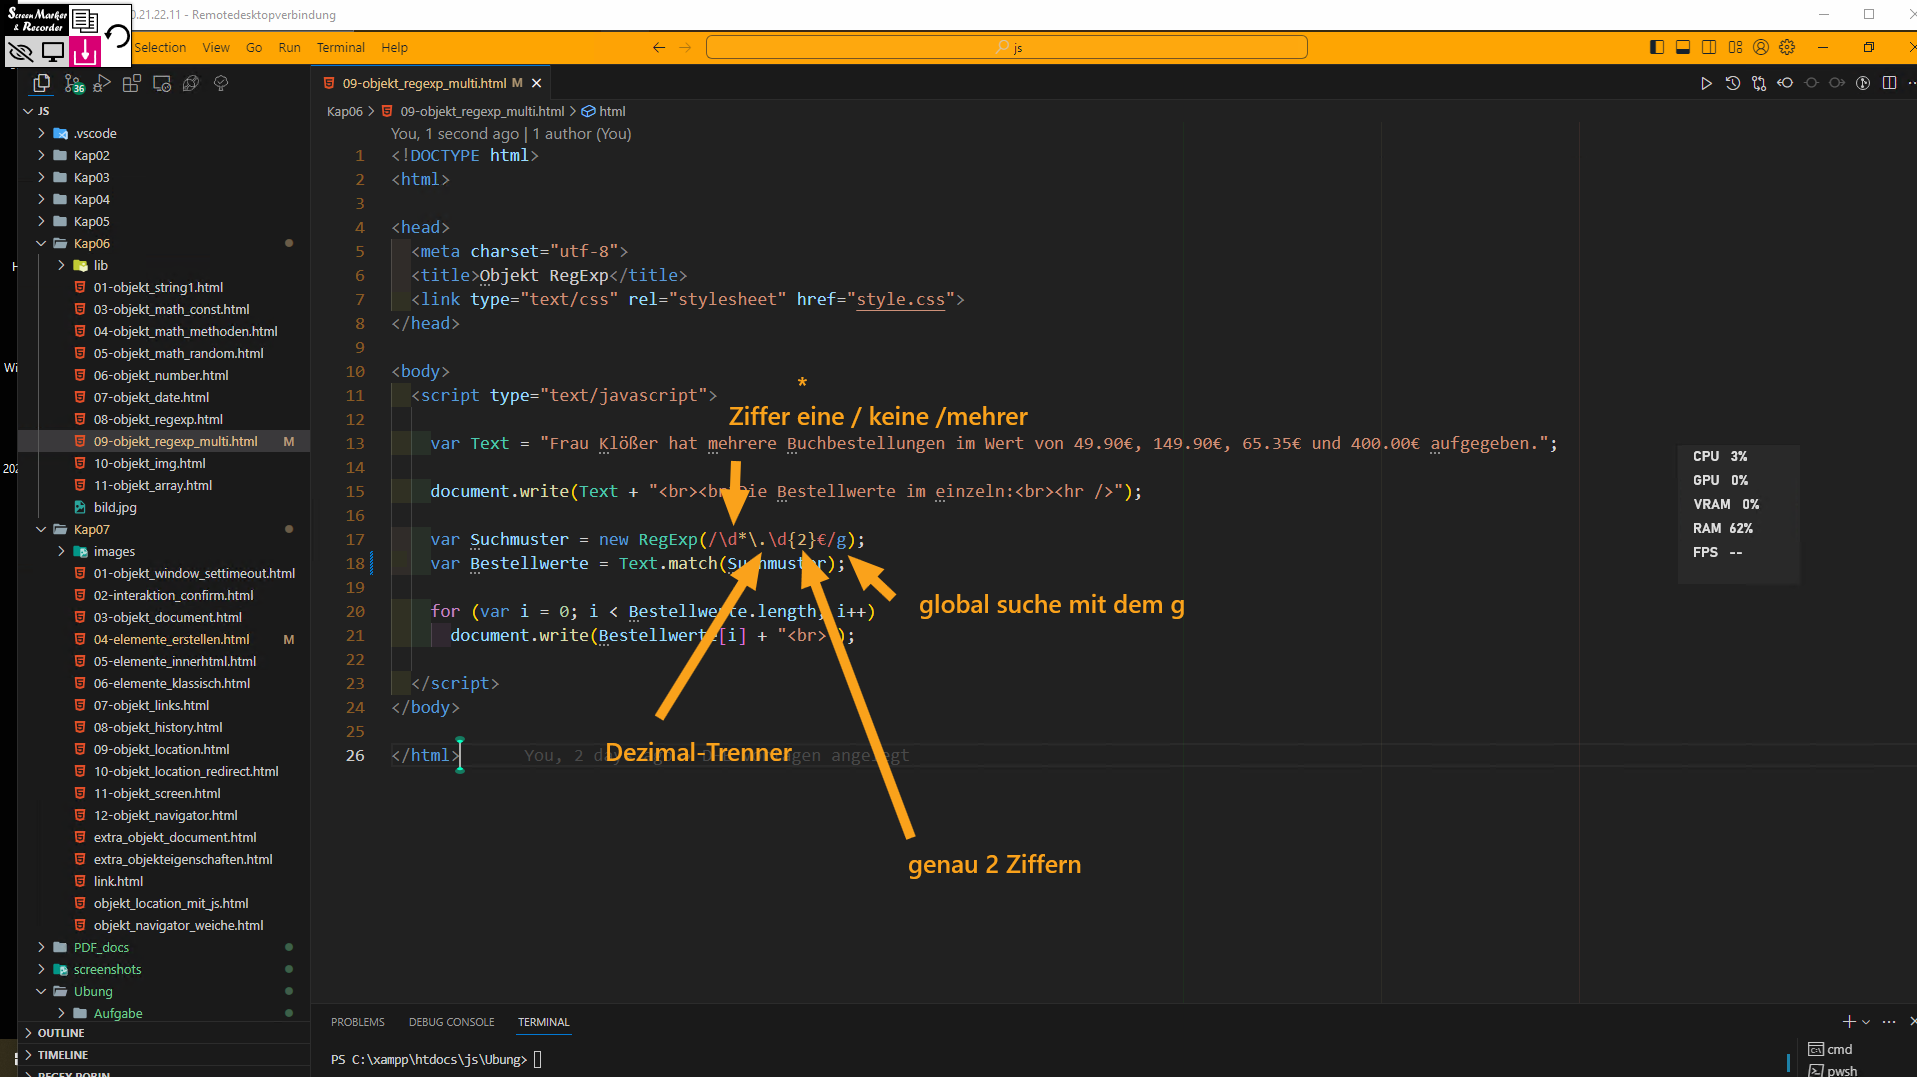 Screen Marker
& Recorder
0.21.22.11 - Remotedesktopverbindung
Selection View Go Run Terminal Help
js
36
09-objekt_regexp_multi.html M
JS
.vscode
Kap02
Kap03
Kap04
Kap05
Kap06
lib
01-objekt_string1.html
03-objekt_math_const.html
04-objekt_math_methoden.html
05-objekt_math_random.html
06-objekt_number.html
07-objekt_date.html
08-objekt_regexp.html
09-objekt_regexp_multi.html M
10-objekt_img.html
11-objekt_array.html
bild.jpg
Kap07
images
01-objekt_window_settimeout.html
02-interaktion_confirm.html
03-objekt_document.html
04-elemente_erstellen.html M
05-elemente_innerhtml.html
06-elemente_klassisch.html
07-objekt_links.html
08-objekt_history.html
09-objekt_location.html
10-objekt_location_redirect.html
11-objekt_screen.html
12-objekt_navigator.html
extra_objekt_document.html
extra_objekteigenschaften.html
link.html
objekt_location_mit_js.html
objekt_navigator_weiche.html
PDF_docs
screenshots
Ubung
Aufgabe
OUTLINE
TIMELINE
H
Wi
202
Kap06 > 09-objekt_regexp_multi.html > html
You, 1 second ago | 1 author (You)
1 <!DOCTYPE html>
2 <html>
3
4 <head>
5 <meta charset="utf-8">
6 <title>Objekt RegExp</title>
7 <link type="text/css" rel="stylesheet" href="style.css">
8 </head>
9
10 <body>
*
11 <script type="text/javascript">
Ziffer eine / keine /mehrer
12
13 var Text = "Frau Klößer hat mehrere Buchbestellungen im Wert von 49.90€, 149.90€, 65.35€ und 400.00€ aufgegeben.";
14
15 document.write(Text + "<br><br>Die Bestellwerte im einzeln:<br><hr />");
16
17 var Suchmuster = new RegExp(/\d*\.\d{2}€/g);
18 var Bestellwerte = Text.match(Suchmuster);
19
global suche mit dem g
20 for (var i = 0; i < Bestellwerte.length; i++)
21 document.write(Bestellwerte[i] + "<br>");
22
23 </script>
24 </body>
25
26 </html> You, 2 da
Dezimal-Trenner
genau 2 Ziffern
CPU 3%
GPU 0%
VRAM 0%
RAM 62%
FPS --
PROBLEMS DEBUG CONSOLE TERMINAL
PS C:\xampp\htdocs\js\Ubung>
cmd
pwsh